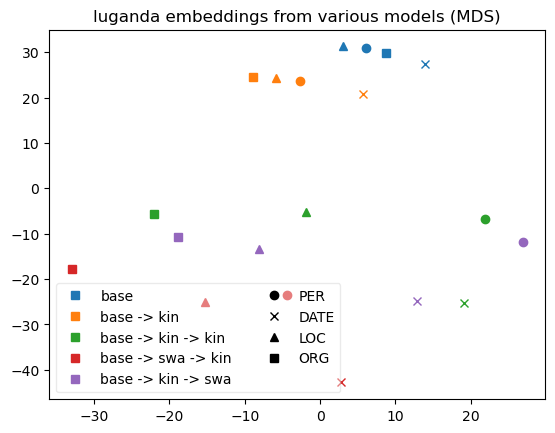 luganda embeddings from various models (MDS)
30
20
10
0
−10
−20
−30
−40
base
base -> kin
base -> kin -> kin
base -> swa -> kin
base -> kin -> swa
PER
DATE
LOC
ORG
−30
−20
−10
0
10
20